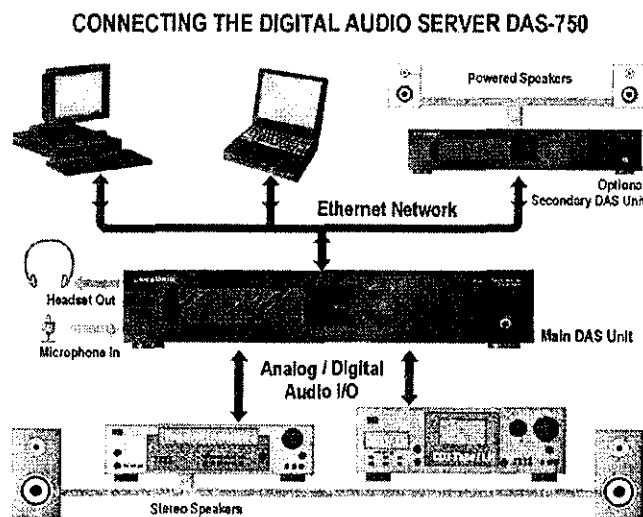 CONNECTING THE DIGITAL AUDIO SERVER DAS-750
Powered Speakers
Optional
Secondary DAS Unit
Ethernet Network
Headset Out
Microphone In
Main DAS Unit
Analog / Digital
Audio I/O
Stereo Speakers